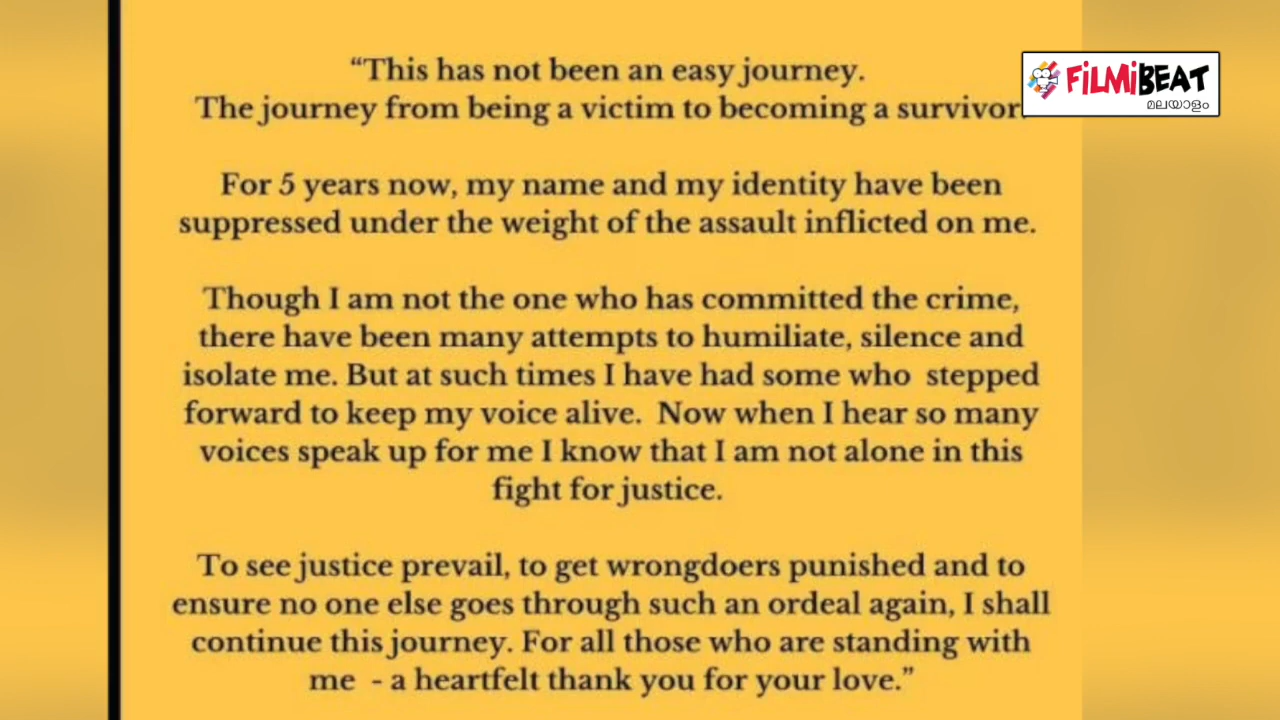 “This has not been an easy journey.
The journey from being a victim to becoming a survivor.
For 5 years now, my name and my identity have been
suppressed under the weight of the assault inflicted on me.
Though I am not the one who has committed the crime,
there have been many attempts to humiliate, silence and
isolate me. But at such times I have had some who  stepped
forward to keep my voice alive.  Now when I hear so many
voices speak up for me I know that I am not alone in this
fight for justice.
To see justice prevail, to get wrongdoers punished and to
ensure no one else goes through such an ordeal again, I shall
continue this journey. For all those who are standing with
me  - a heartfelt thank you for your love.”
FiLMiBEAT
മലയാളം